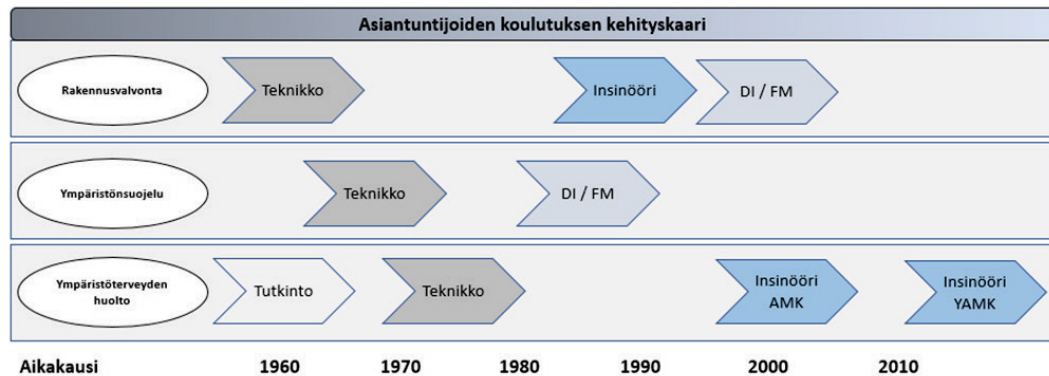 Asiantuntijoiden koulutuksen kehityskaari
Rakennusvalvonta
Teknikko
Insinööri
DI / FM
Ympäristönsuojelu
Teknikko
DI / FM
Ympäristöterveyden
huolto
Tutkinto
Teknikko
Insinööri
AMK
Insinööri
YAMK
Aikakausi 1960 1970 1980 1990 2000 2010